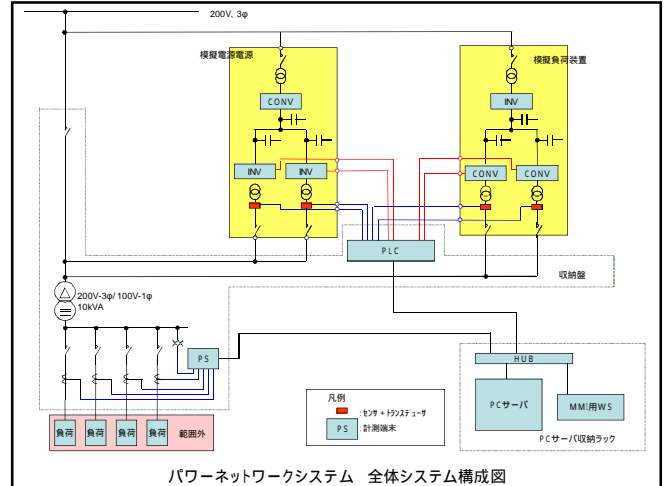 200V、3φ
模擬電源電源
模擬負荷装置
CONV
INV
INV
INV
CONV
CONV
PLC
収納盤
200V-3φ/100V-1φ
10kVA
PS
HUB
PCサーバ
MMI用WS
PCサーバ収納ラック
凡例
:センサ+トランスデューサ
PS
:計測端末
負荷
負荷
負荷
負荷
範囲外
パワーネットワークシステム 全体システム構成図